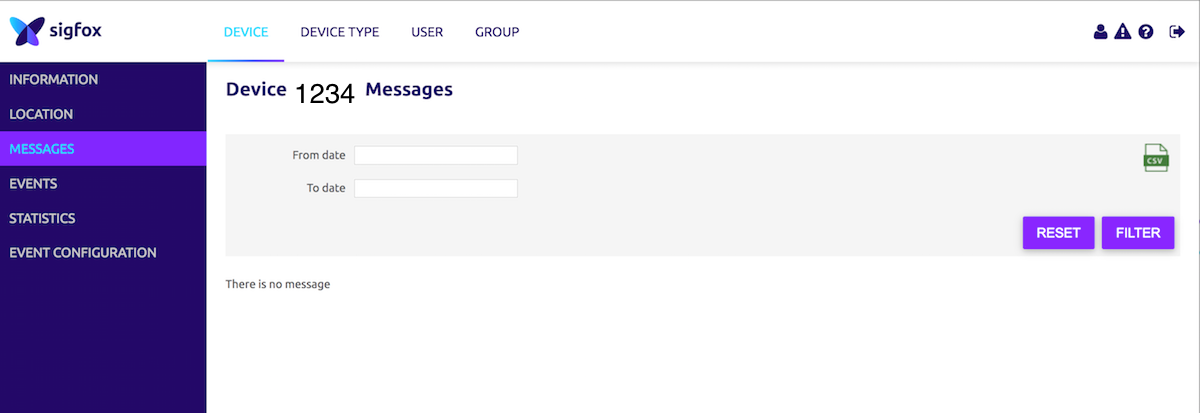 sigfox
DEVICE DEVICE TYPE USER GROUP
INFORMATION
LOCATION
MESSAGES
EVENTS
STATISTICS
EVENT CONFIGURATION
Device 1234 Messages
From date
To date
CSV
RESET FILTER
There is no message